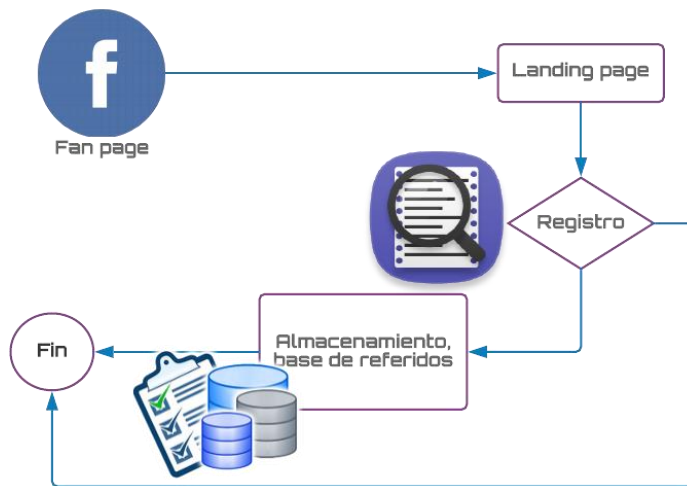 f
Fan page
Landing page
Registro
Almacenamiento,
base de referidos
Fin